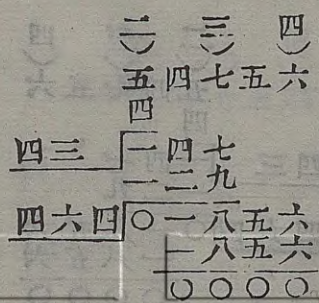 二） 三） 四）
五四七五六
四
四三 一四七
一二九
四六四 〇一八五六
一八五六
〇〇〇〇